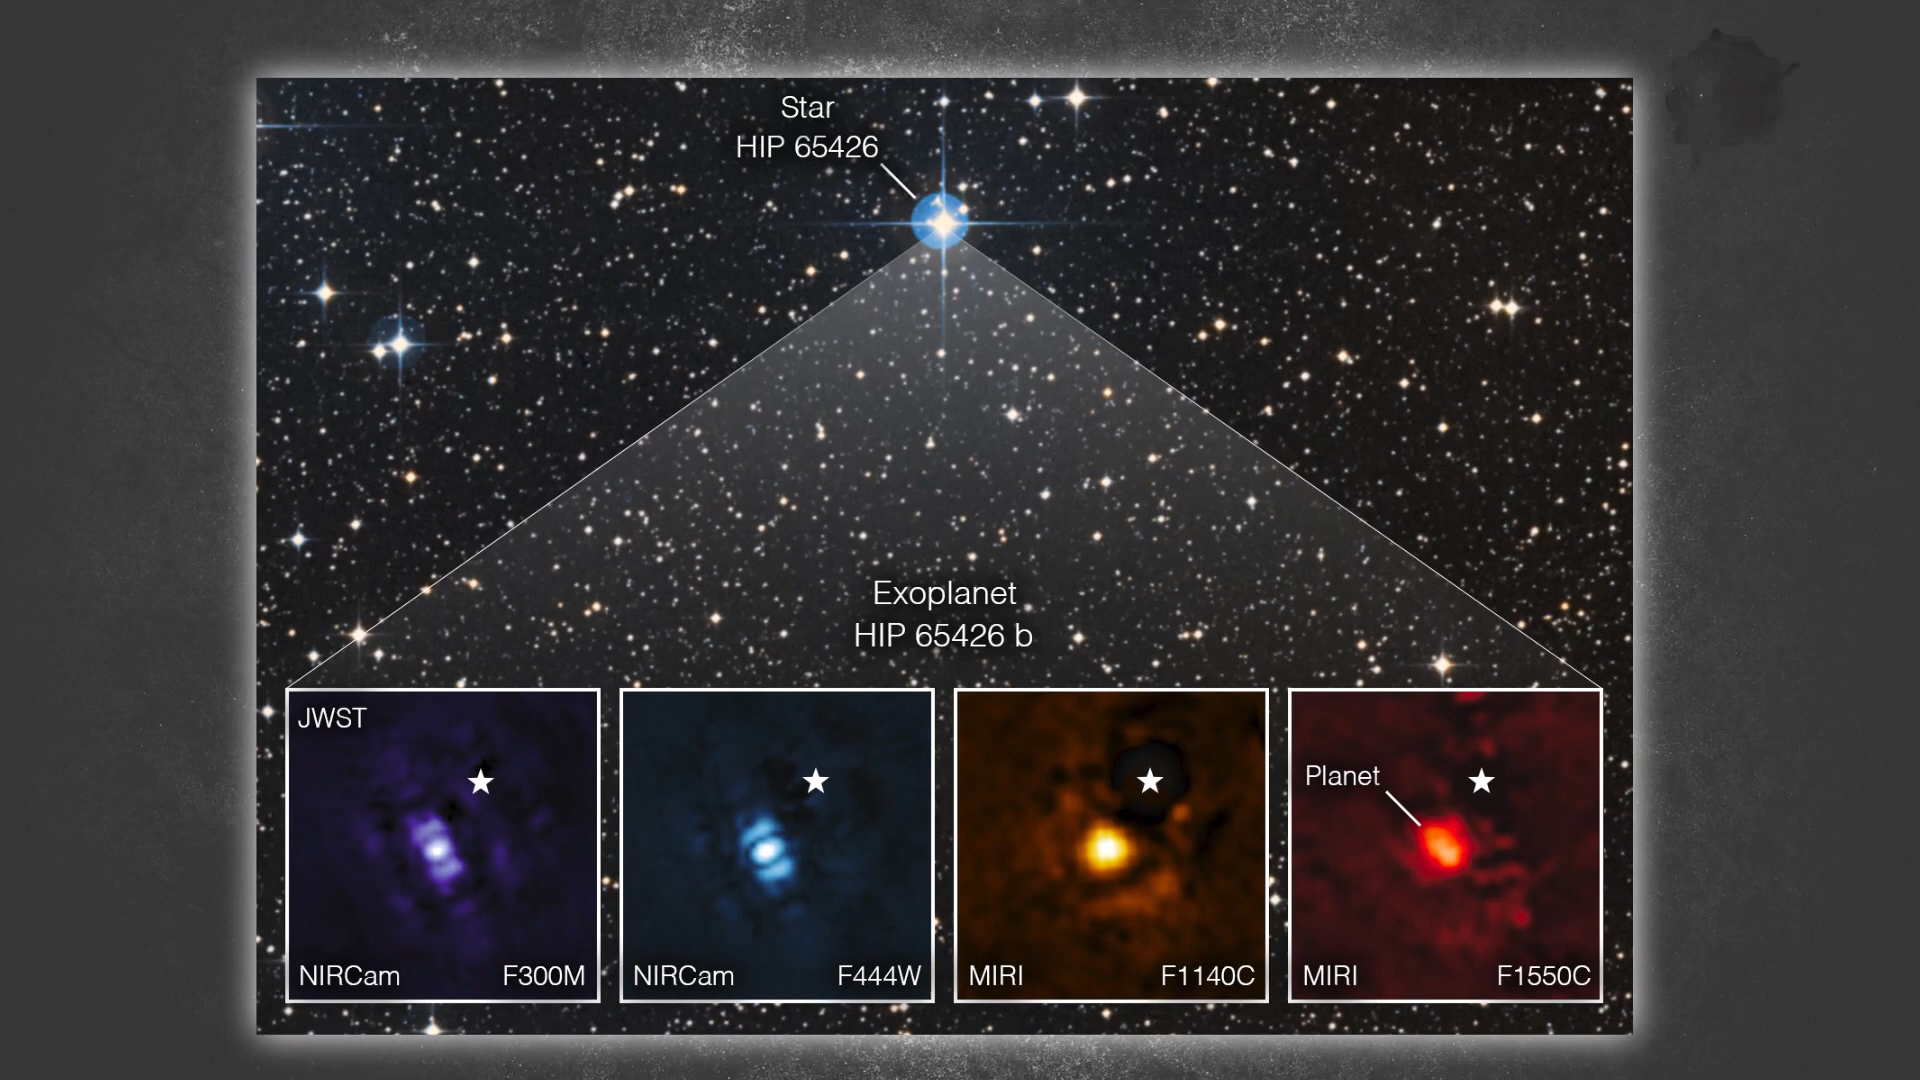 Star
HIP 65426
Exoplanet
HIP 65426 b
JWST
NIRCam
F300M
NIRCam
F444W
MIRI
F1140C
Planet
MIRI
F1550C